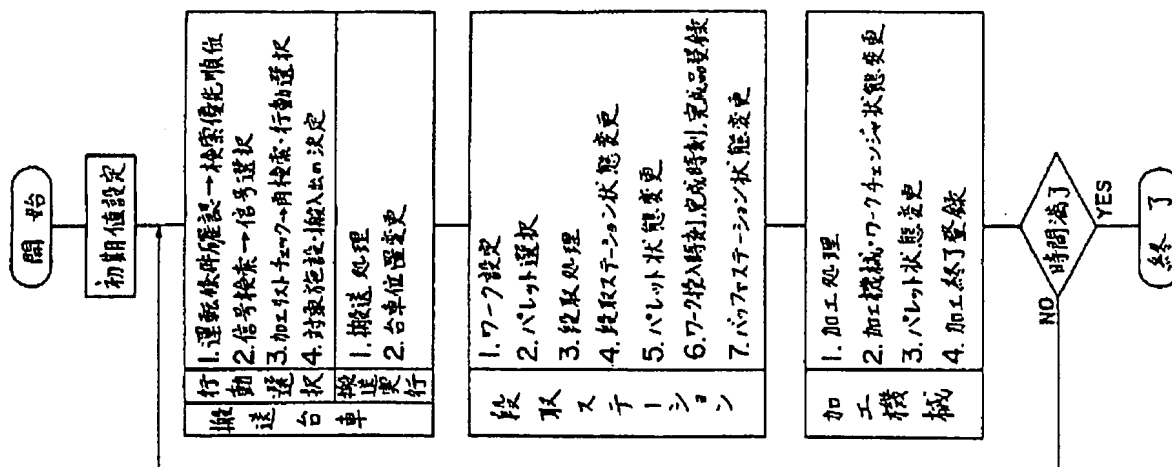 開始
初期値設定
搬送台車
行動選択
1. 運転条件確認→検索優先順位
2. 信号検索→信号選択
3. 加工リストチェック→再検索・行動選択
4. 対象施設・搬入出の決定
搬送実行
1. 搬送処理
2. 台車位置変更
段取ステーション
1. ワーク設定
2. パレット選択
3. 段取処理
4. 段取ステーション状態変更
5. パレット状態変更
6. ワーク投入時刻,完成時刻,完成品登録
7. バッファステーション状態変更
加工機械
1. 加工処理
2. 加工機械・ワークチェンジャ状態変更
3. パレット状態変更
4. 加工終了登録
時間満了
NO
YES
終了